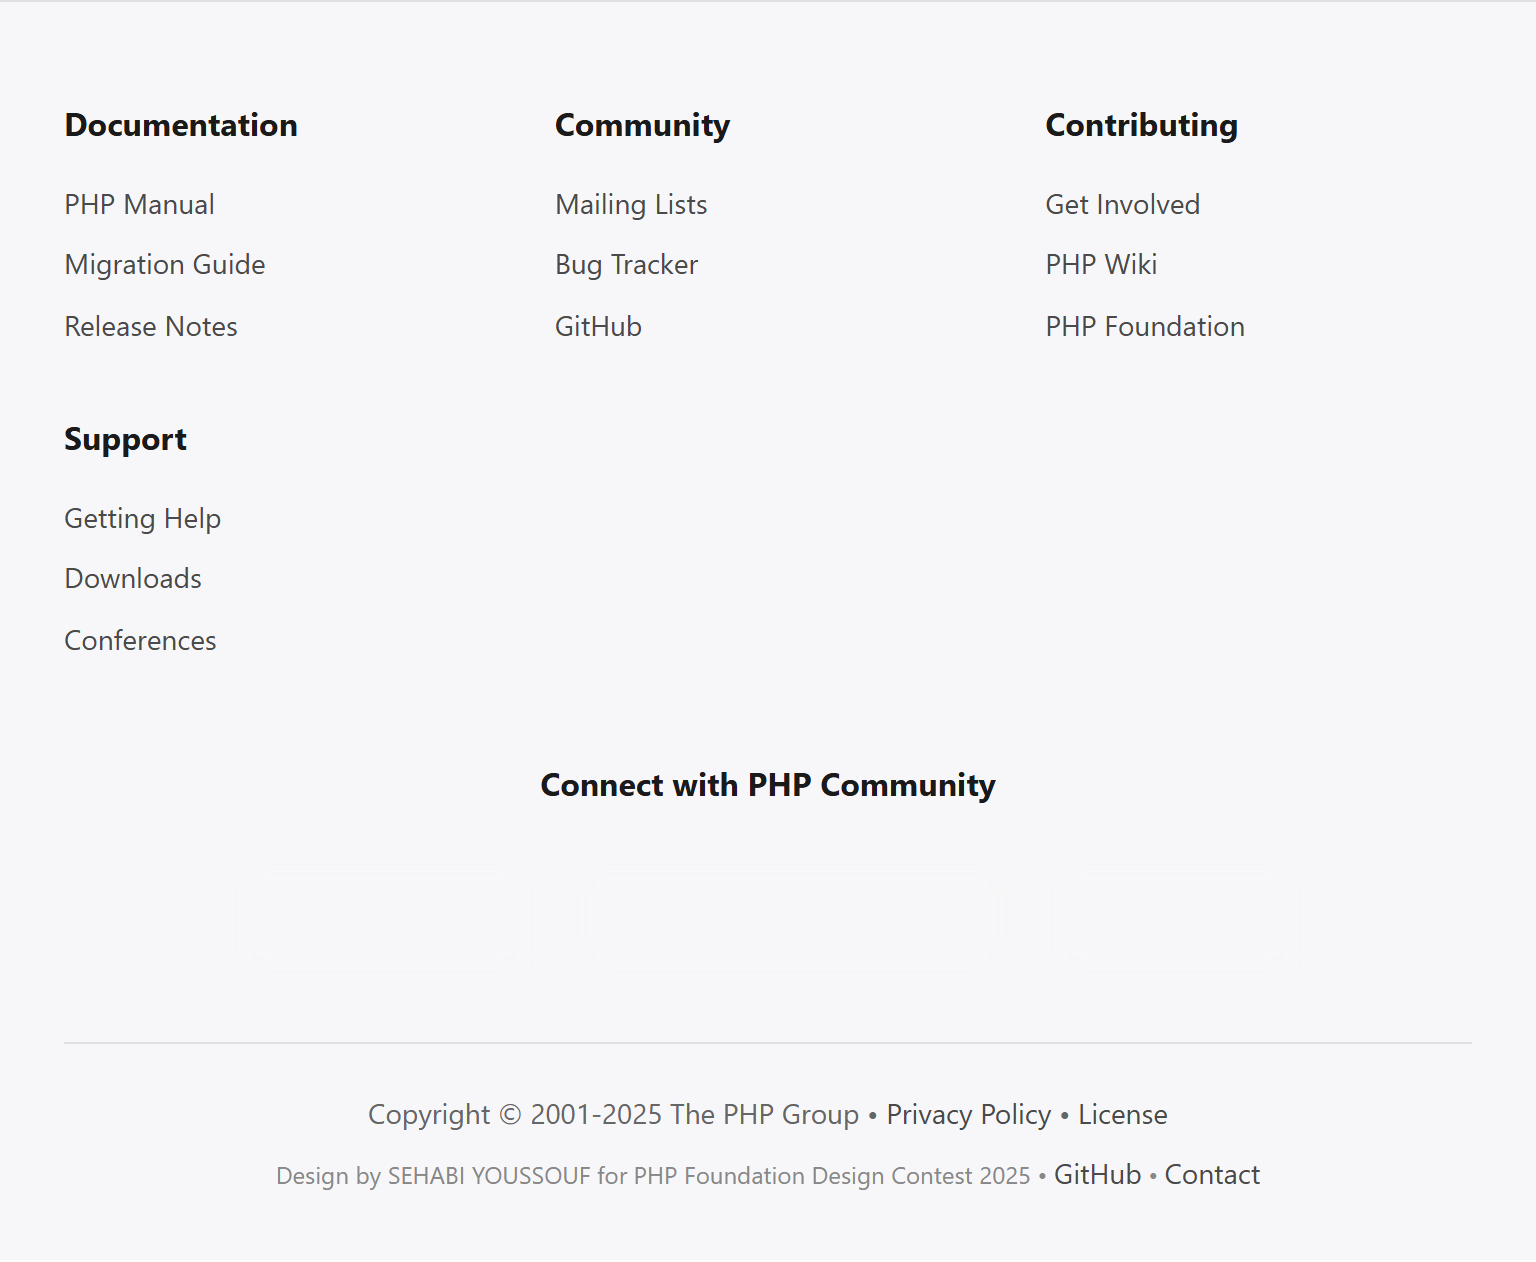 Documentation
PHP Manual
Migration Guide
Release Notes
Community
Mailing Lists
Bug Tracker
GitHub
Contributing
Get Involved
PHP Wiki
PHP Foundation
Support
Getting Help
Downloads
Conferences
Connect with PHP Community
Copyright © 2001-2025 The PHP Group • Privacy Policy • License
Design by SEHABI YOUSSOUF for PHP Foundation Design Contest 2025 • GitHub • Contact